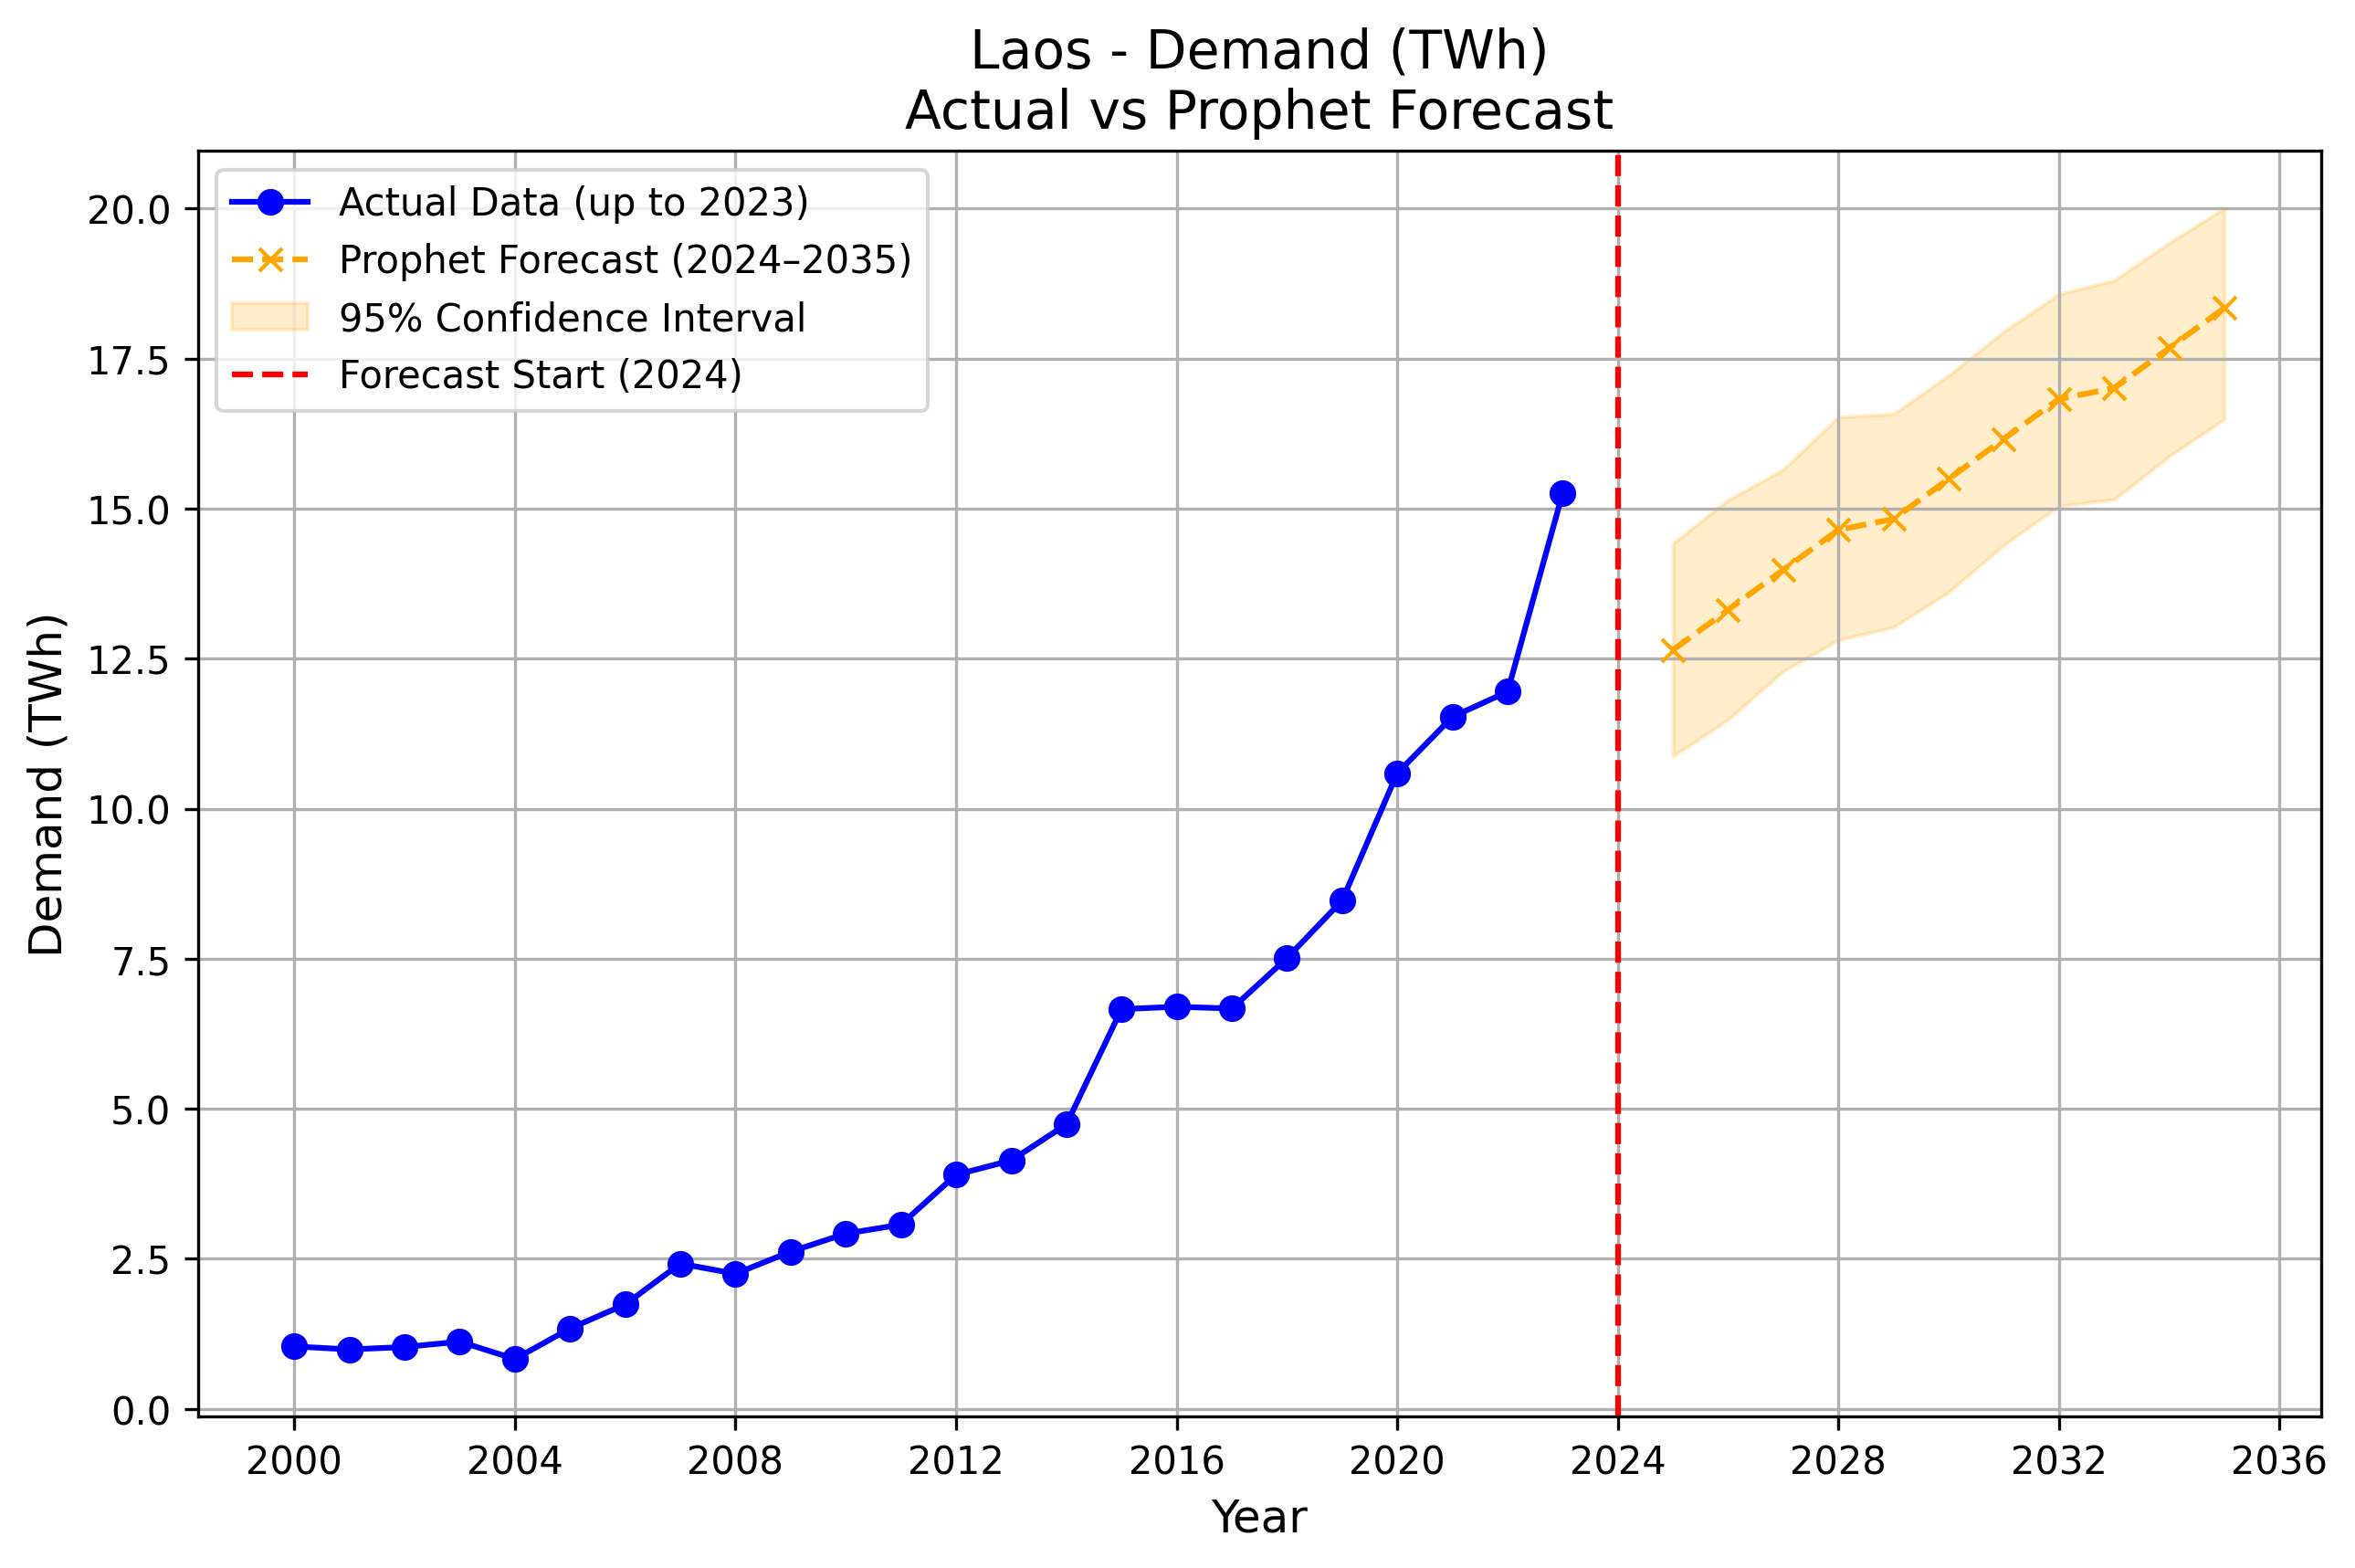 Laos - Demand (TWh)
Actual vs Prophet Forecast
Actual Data (up to 2023)
Prophet Forecast (2024–2035)
95% Confidence Interval
Forecast Start (2024)
Demand (TWh)
20.0
17.5
15.0
12.5
10.0
7.5
5.0
2.5
0.0
2000 2004 2008 2012 2016 2020 2024 2028 2032 2036
Year